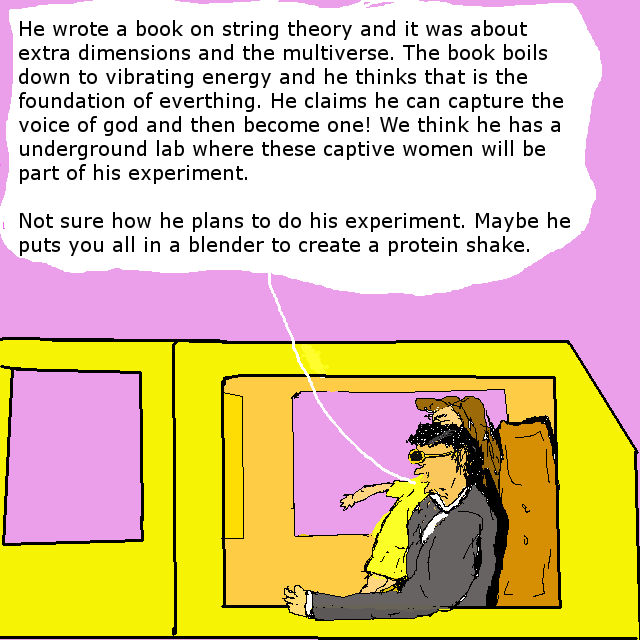 He wrote a book on string theory and it was about
extra dimensions and the multiverse. The book boils
down to vibrating energy and he thinks that is the
foundation of everthing. He claims he can capture the
voice of god and then become one! We think he has a
underground lab where these captive women will be
part of his experiment.
Not sure how he plans to do his experiment. Maybe he
puts you all in a blender to create a protein shake.